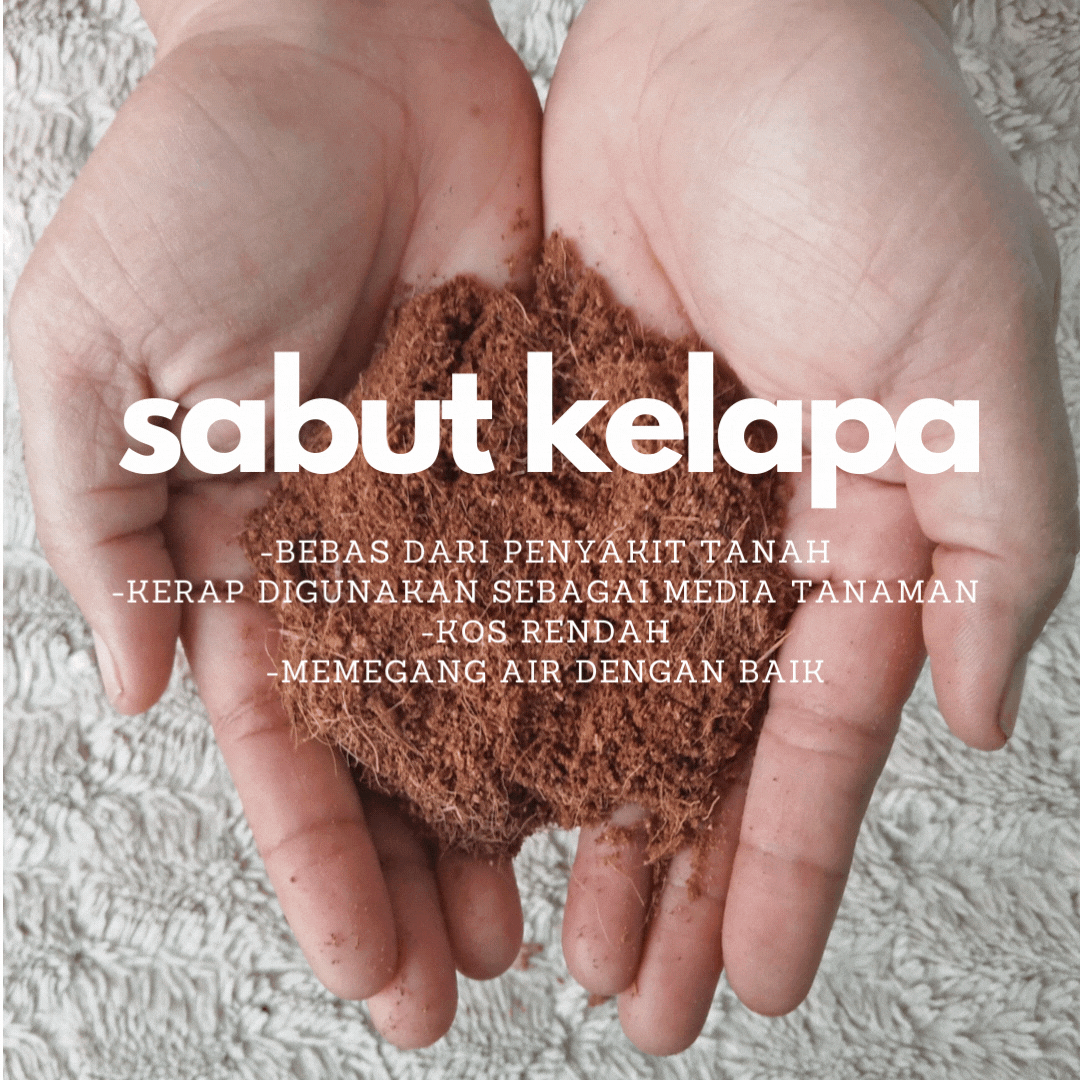 sabut kelapa
-BEBAS DARI PENYAKIT TANAH
-KERAP DIGUNAKAN SEBAGAI MEDIA TANAMAN
-KOS RENDAH
-MEMEGANG AIR DENGAN BAIK